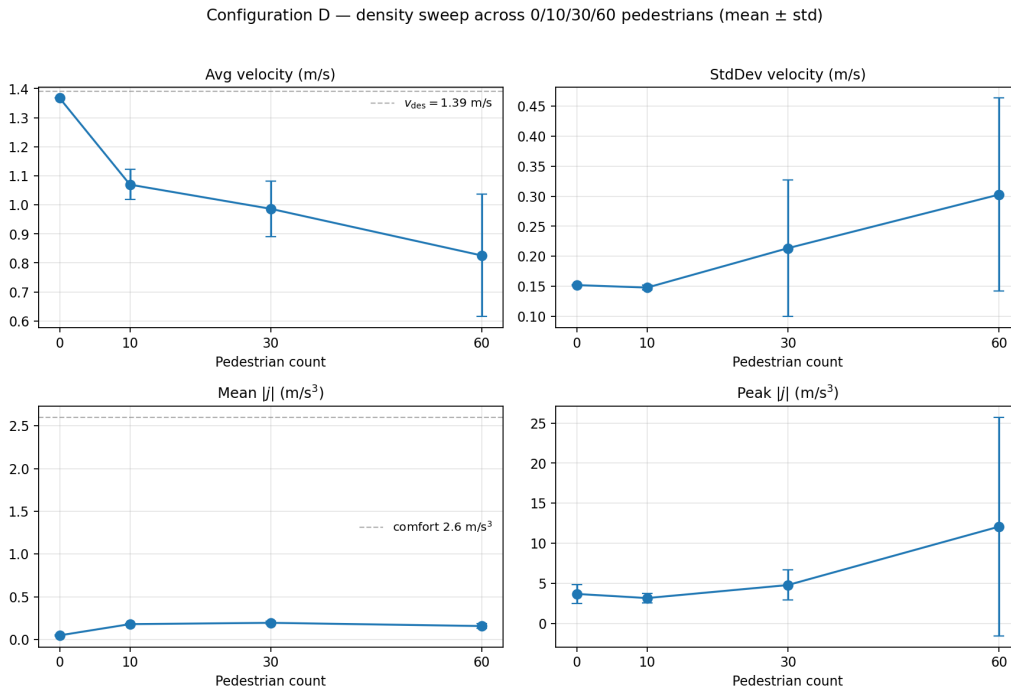 Configuration D — density sweep across 0/10/30/60 pedestrians (mean ± std)
Avg velocity (m/s)
1.4
1.3
1.2
1.1
1.0
0.9
0.8
0.7
0.6
v_des = 1.39 m/s
0 10 30 60
Pedestrian count
StdDev velocity (m/s)
0.45
0.40
0.35
0.30
0.25
0.20
0.15
0.10
0 10 30 60
Pedestrian count
Mean |j| (m/s³)
2.5
2.0
1.5
1.0
0.5
0.0
comfort 2.6 m/s³
0 10 30 60
Pedestrian count
Peak |j| (m/s³)
25
20
15
10
5
0
0 10 30 60
Pedestrian count